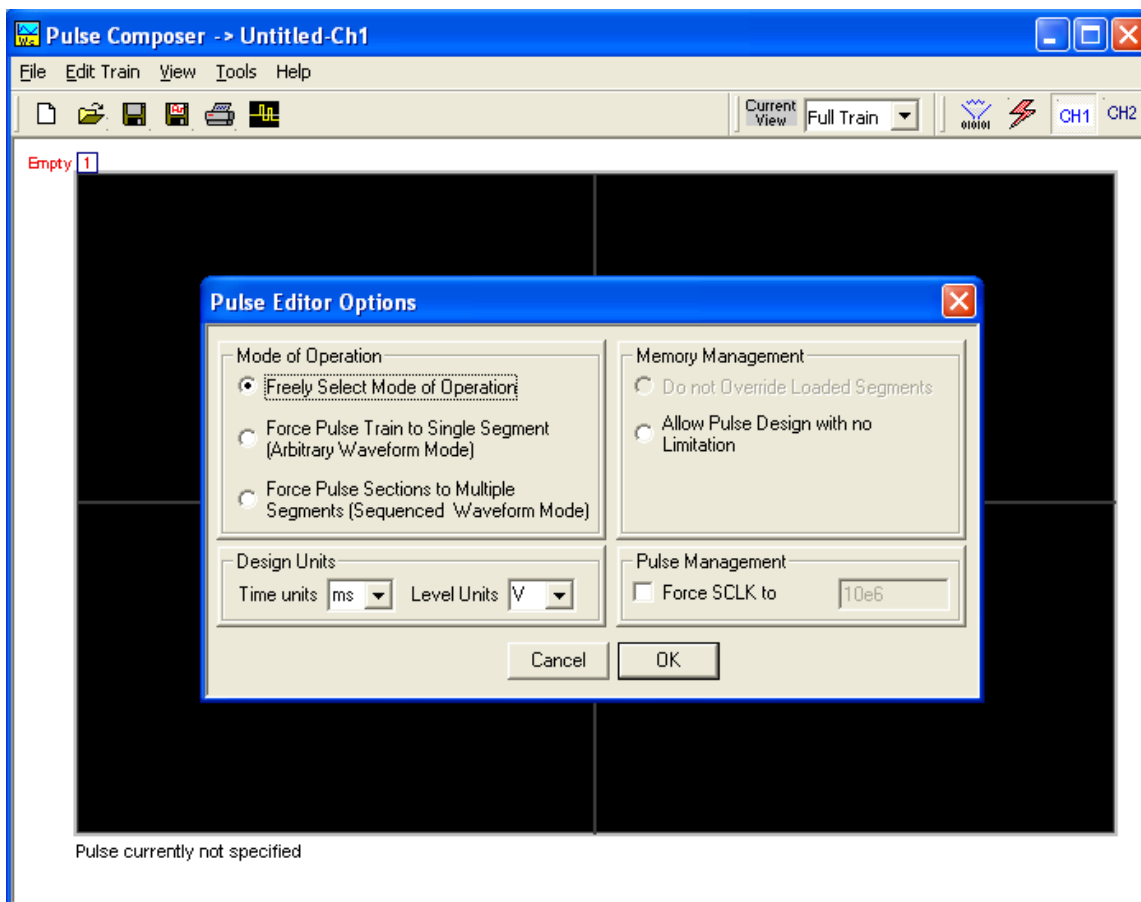 Pulse Composer -> Untitled-Ch1
File Edit Train View Tools Help
Current
View
Full Train
010101
CH1
CH2
Empty 1
Pulse Editor Options
Mode of Operation
Freely Select Mode of Operation
Force Pulse Train to Single Segment
(Arbitrary Waveform Mode)
Force Pulse Sections to Multiple
Segments (Sequenced Waveform Mode)
Memory Management
Do not Override Loaded Segments
Allow Pulse Design with no
Limitation
Design Units
Time units ms Level Units V
Pulse Management
Force SCLK to 10e6
Cancel OK
Pulse currently not specified